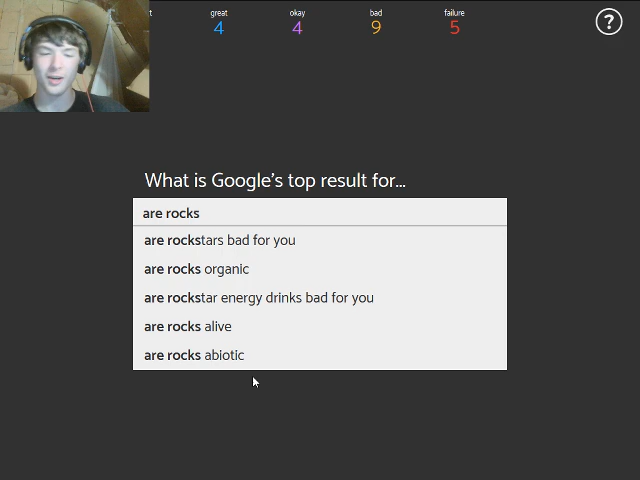 t great okay bad failure
4 4 9 5
?
What is Google's top result for...
are rocks
are rockstars bad for you
are rocks organic
are rockstar energy drinks bad for you
are rocks alive
are rocks abiotic